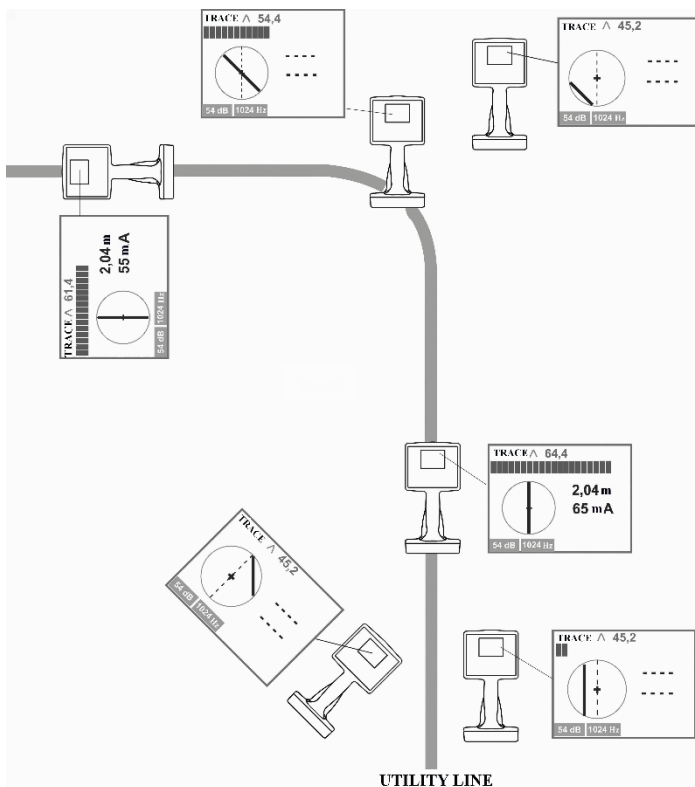 TRACE ∧ 54,4
- - - -
- - - -
54 dB 1024 Hz
TRACE ∧ 45,2
- - - -
- - - -
54 dB 1024 Hz
TRACE ∧ 61,4
2,04 m
55 mA
54 dB 1024 Hz
TRACE ∧ 64,4
2,04 m
65 mA
54 dB 1024 Hz
TRACE ∧ 45,2
- - - -
- - - -
54 dB 1024 Hz
TRACE ∧ 45,2
- - - -
- - - -
54 dB 1024 Hz
UTILITY LINE